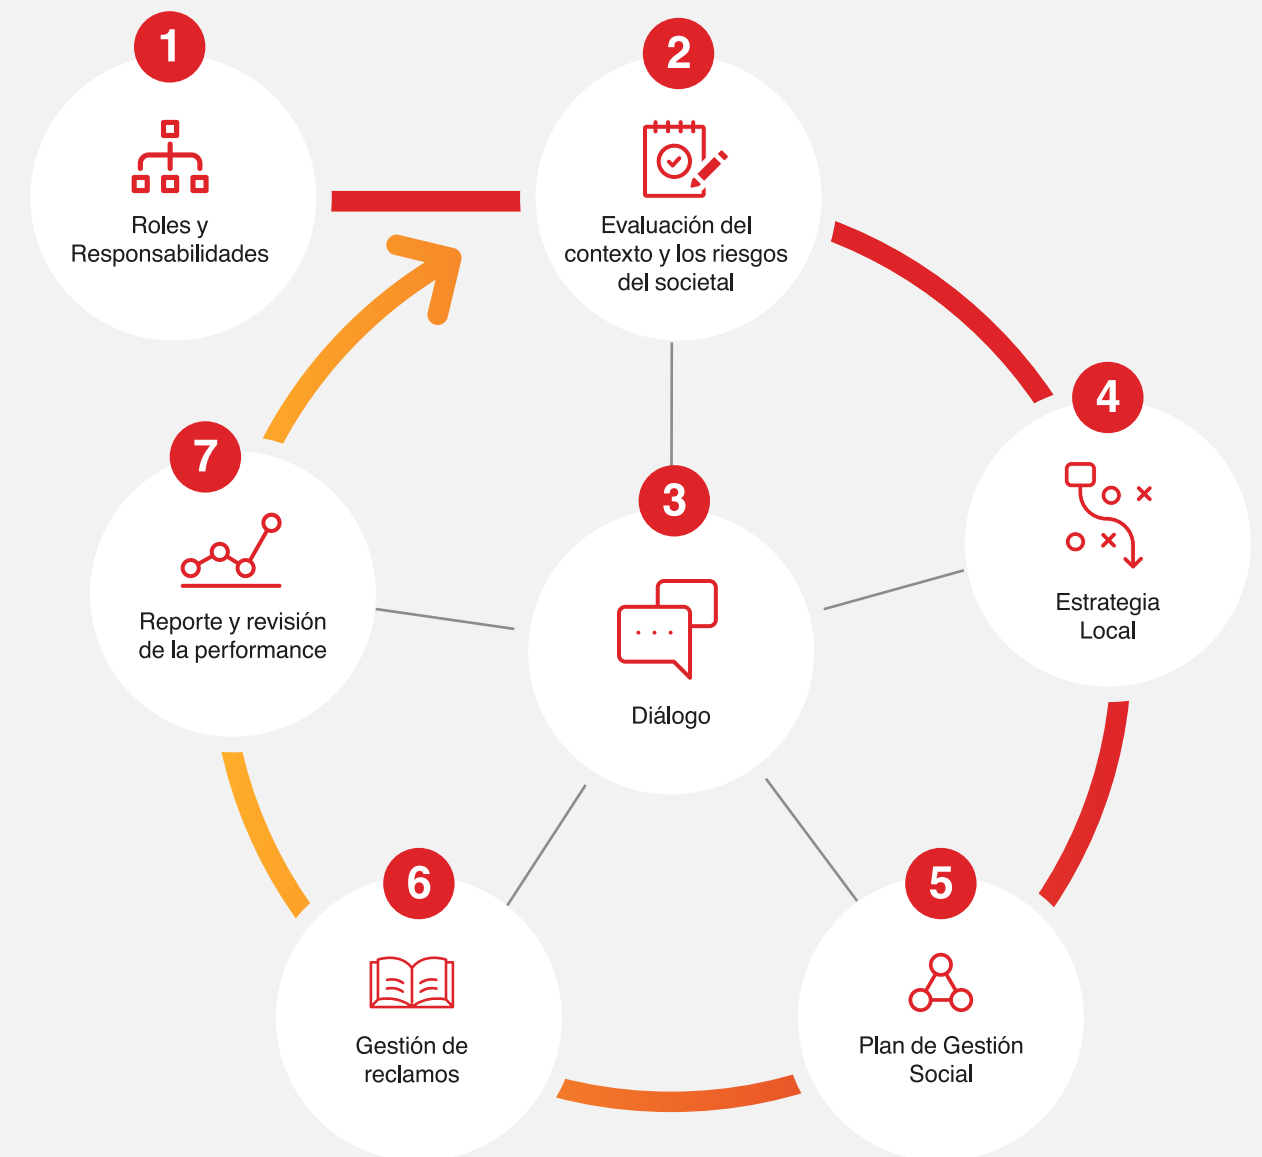 1
Roles y
Responsabilidades
2
Evaluación del
contexto y los riesgos
del societal
3
Diálogo
4
Estrategia
Local
5
Plan de Gestión
Social
6
Gestión de
reclamos
7
Reporte y revisión
de la performance